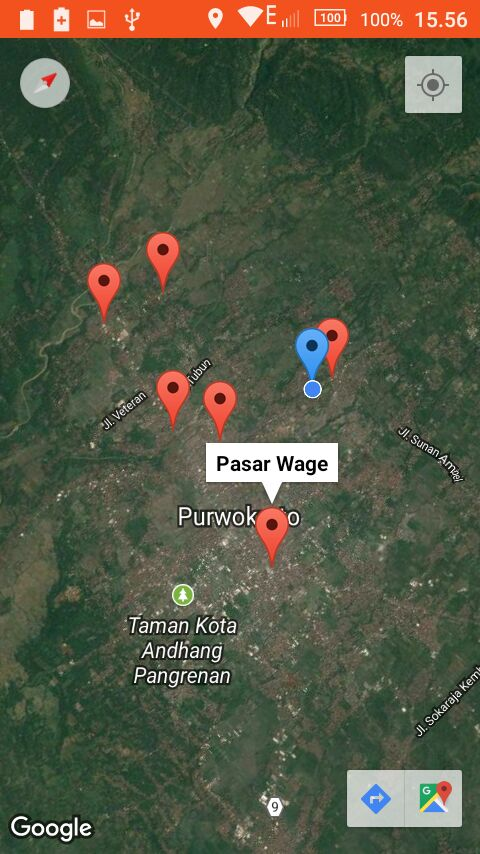 E 100 100% 15.56
Jl. Veteran
Tubun
Jl. Sunan Ampel
Pasar Wage
Taman Kota
Andhang
Pangrenan
Jl. Sokaraja
9
Google